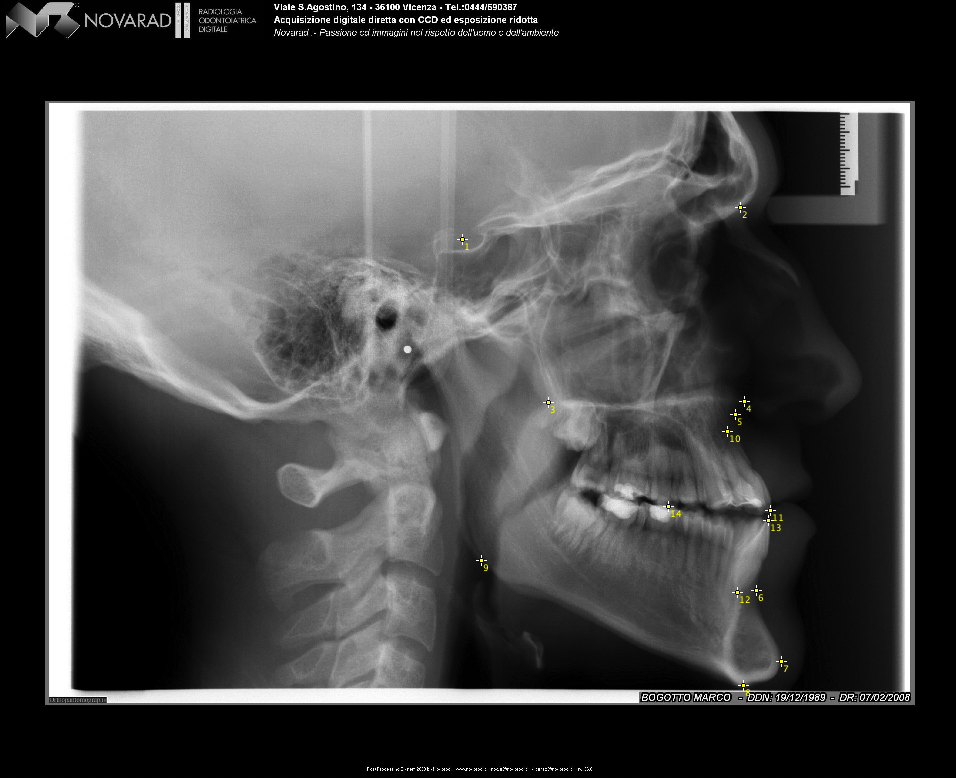 NOVARAD
RADIOLOGIA
ODONTOIATRICA
DIGITALE
Viale S.Agostino, 134 - 36100 Vicenza - Tel.:0444/590387
Acquisizione digitale diretta con CCD ed esposizione ridotta
Novarad .- Passione ed immagini nel rispetto dell'uomo e dell'ambiente
2
1
3
4
5
10
14
11
13
9
12
6
7
8
BOGOTTO MARCO - DDN: 19/12/1989 - DR: 07/02/2008